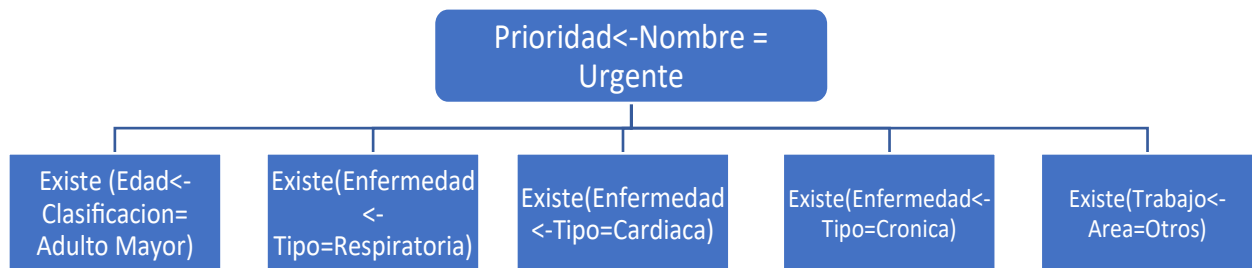 Prioridad<-Nombre =
Urgente
Existe (Edad<-
Clasificacion=
Adulto Mayor)
Existe(Enfermedad
<-
Tipo=Respiratoria)
Existe(Enfermedad
<-Tipo=Cardiaca)
Existe(Enfermedad<-
Tipo=Cronica)
Existe(Trabajo<-
Area=Otros)